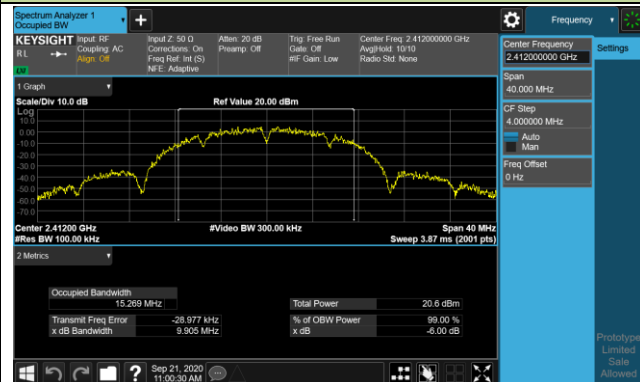 Spectrum Analyzer 1
Occupied BW
Frequency
KEYSIGHT
RL
Input: RF
Coupling: AC
Align: Off
Input Z: 50 Ω
Corrections: On
Freq Ref: Int (S)
NFE: Adaptive
Atten: 20 dB
Preamp: Off
Trig: Free Run
Gate: Off
#IF Gain: Low
Center Freq: 2.412000000 GHz
Avg|Hold: 10/10
Radio Std: None
Center Frequency
2.412000000 GHz
Settings
Span
40.000 MHz
CF Step
4.000000 MHz
Auto
Man
Freq Offset
0 Hz
1 Graph
Scale/Div 10.0 dB
Ref Value 20.00 dBm
Log
10.0
0.00
-10.0
-20.0
-30.0
-40.0
-50.0
-60.0
-70.0
Center 2.41200 GHz
#Video BW 300.00 kHz
Span 40 MHz
#Res BW 100.00 kHz
Sweep 3.87 ms (2001 pts)
2 Metrics
Occupied Bandwidth
15.269 MHz
Total Power 20.6 dBm
Transmit Freq Error -28.977 kHz
% of OBW Power 99.00 %
x dB Bandwidth 9.905 MHz
x dB -6.00 dB
Prototype
Limited
Sale
Allowed
?
Sep 21, 2020
11:00:30 AM